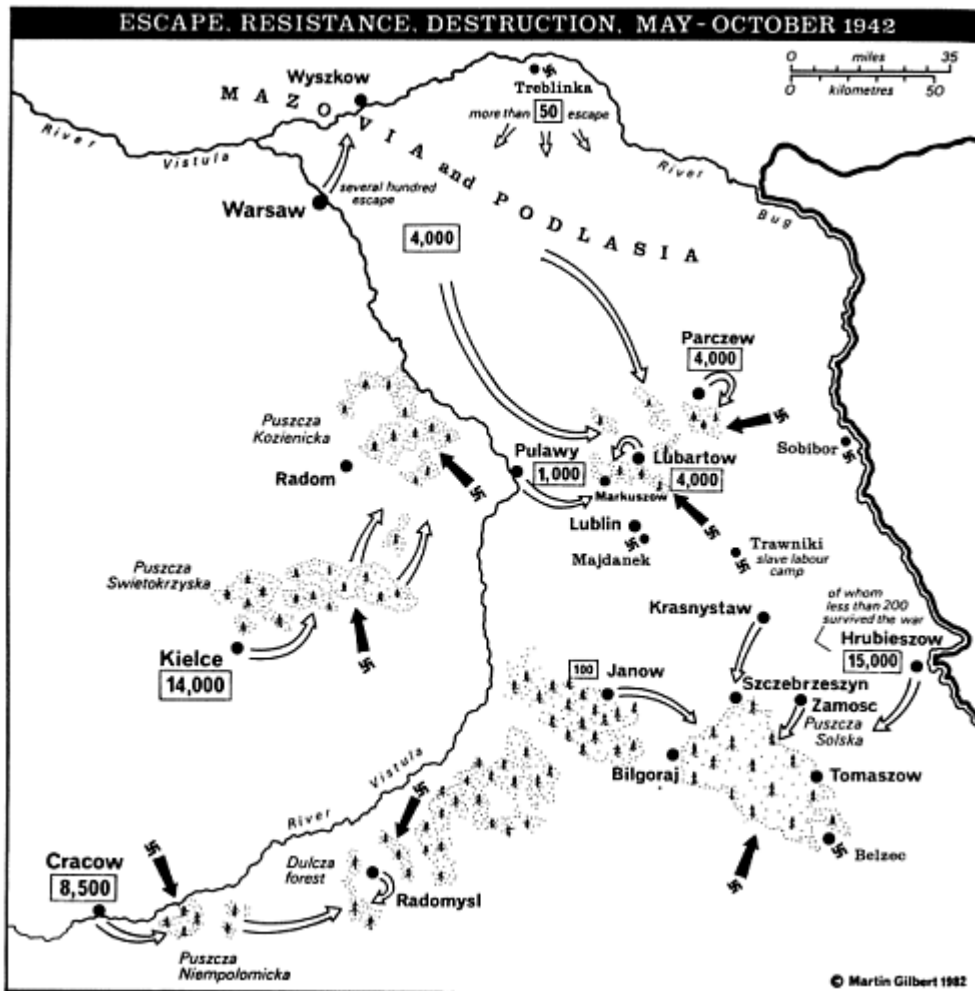 ESCAPE, RESISTANCE, DESTRUCTION, MAY - OCTOBER 1942
0 miles 35
0 kilometres 50
Wyszkow
Treblinka
more than 50 escape
MAZOVIA and PODLASIA
River Vistula
River Bug
several hundred
escape
Warsaw
4,000
Parczew
4,000
Puszcza
Kozienicka
Radom
Pulawy
1,000
Lubartow
4,000
Markuszow
Sobibor
Lublin
Majdanek
Trawniki
slave labour
camp
Puszcza
Swietokrzyska
Krasnystaw
of whom
less than 200
survived the war
Hrubieszow
15,000
Kielce
14,000
100
Janow
Szczebrzeszyn
Zamosc
Puszcza
Solska
Bilgoraj
Tomaszow
River Vistula
Belzec
Cracow
8,500
Dulcza
forest
Radomysl
Puszcza
Niempolomicka
© Martin Gilbert 1982